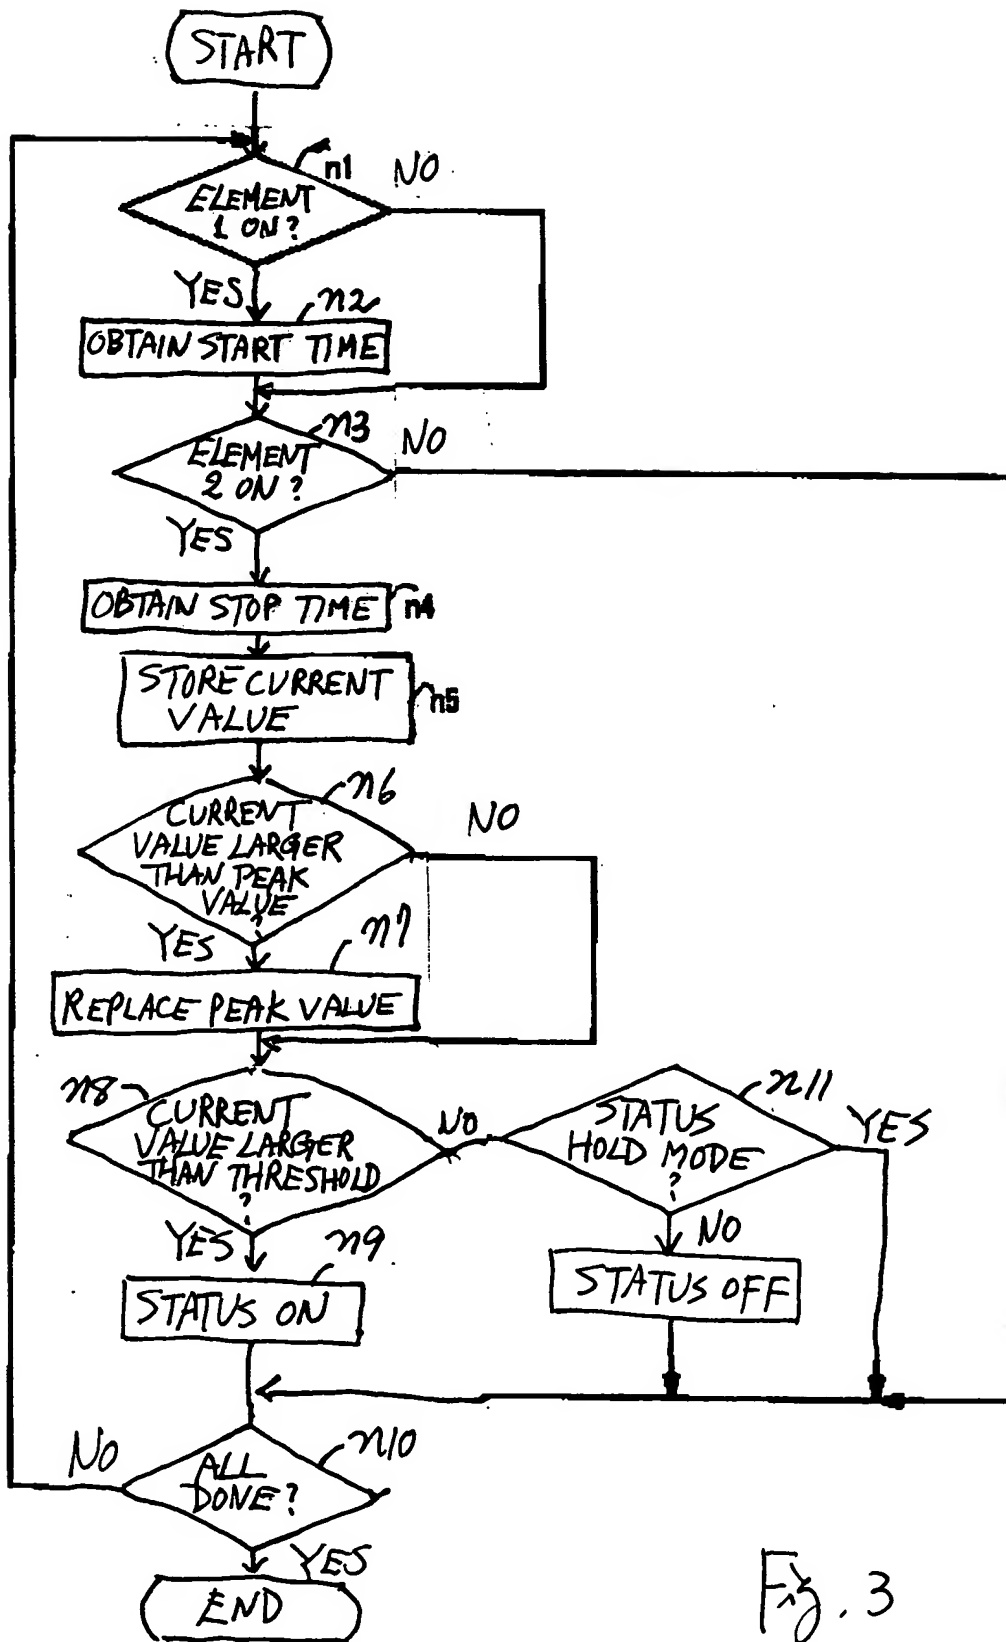 START
n1
NO
ELEMENT
1 ON?
YES
n2
OBTAIN START TIME
n3
NO
ELEMENT
2 ON?
YES
OBTAIN STOP TIME
n4
STORE CURRENT
VALUE
n5
n6
CURRENT
VALUE LARGER
THAN PEAK
VALUE
?
NO
YES
n7
REPLACE PEAK VALUE
n8
CURRENT
VALUE LARGER
THAN THRESHOLD
?
NO
n11
STATUS
HOLD MODE
?
YES
YES
n9
NO
STATUS ON
STATUS OFF
NO
n10
ALL
DONE?
YES
END
Fig. 3